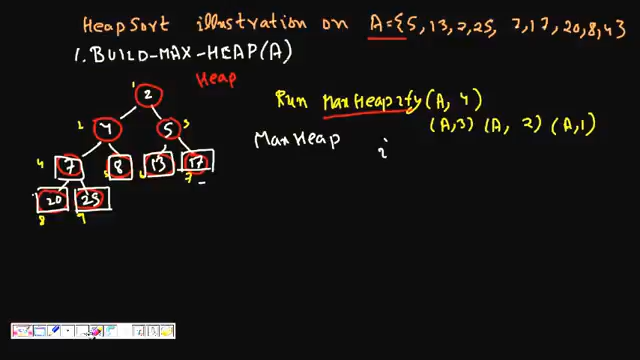 HeapSort illustration on A={5,13,2,25,7,17,20,8,4}
1. BUILD-MAX-HEAP(A)
Heap
Run MaxHeapify(A, 4)
(A,3) (A, 2) (A,1)
MaxHeap
i
1
2
2
4
5
3
4
7
5
8
6
13
17
7
20
25
8
9